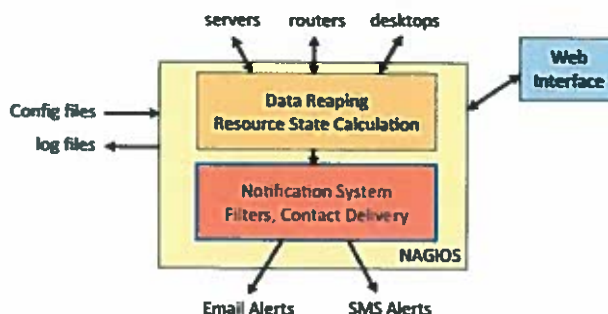 servers routers desktops
Web
Interface
Data Reaping
Resource State Calculation
Config files
log files
Notification System
Filters, Contact Delivery
NAGIOS
Email Alerts SMS Alerts